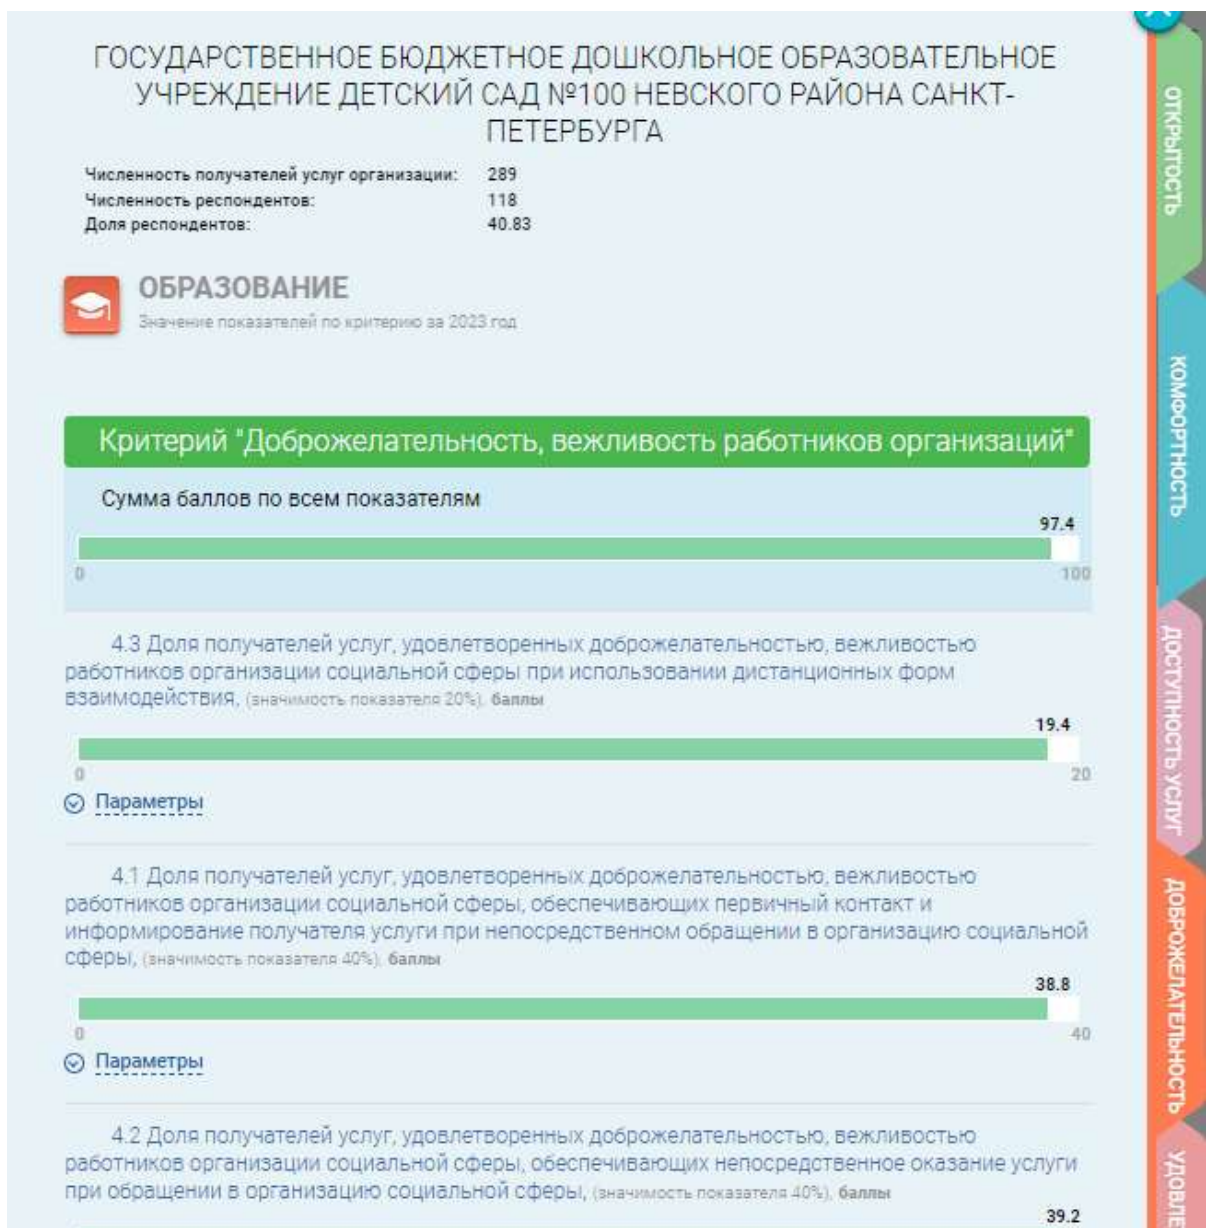 ГОСУДАРСТВЕННОЕ БЮДЖЕТНОЕ ДОШКОЛЬНОЕ ОБРАЗОВАТЕЛЬНОЕ
УЧРЕЖДЕНИЕ ДЕТСКИЙ САД №100 НЕВСКОГО РАЙОНА САНКТ-
ПЕТЕРБУРГА
Численность получателей услуг организации: 289
Численность респондентов: 118
Доля респондентов: 40.83
ОБРАЗОВАНИЕ
Значение показателей по критерию за 2023 год
Критерий "Доброжелательность, вежливость работников организаций"
Сумма баллов по всем показателям
97.4
0 100
4.3 Доля получателей услуг, удовлетворенных доброжелательностью, вежливостью
работников организации социальной сферы при использовании дистанционных форм
взаимодействия, (значимость показателя 20%), баллы
19.4
0 20
Параметры
4.1 Доля получателей услуг, удовлетворенных доброжелательностью, вежливостью
работников организации социальной сферы, обеспечивающих первичный контакт и
информирование получателя услуги при непосредственном обращении в организацию социальной
сферы, (значимость показателя 40%), баллы
38.8
0 40
Параметры
4.2 Доля получателей услуг, удовлетворенных доброжелательностью, вежливостью
работников организации социальной сферы, обеспечивающих непосредственное оказание услуги
при обращении в организацию социальной сферы, (значимость показателя 40%), баллы
39.2
ОТКРЫТОСТЬ
КОМФОРТНОСТЬ
ДОСТУПНОСТЬ УСЛУГ
ДОБРОЖЕЛАТЕЛЬНОСТЬ
УДОВЛЕ